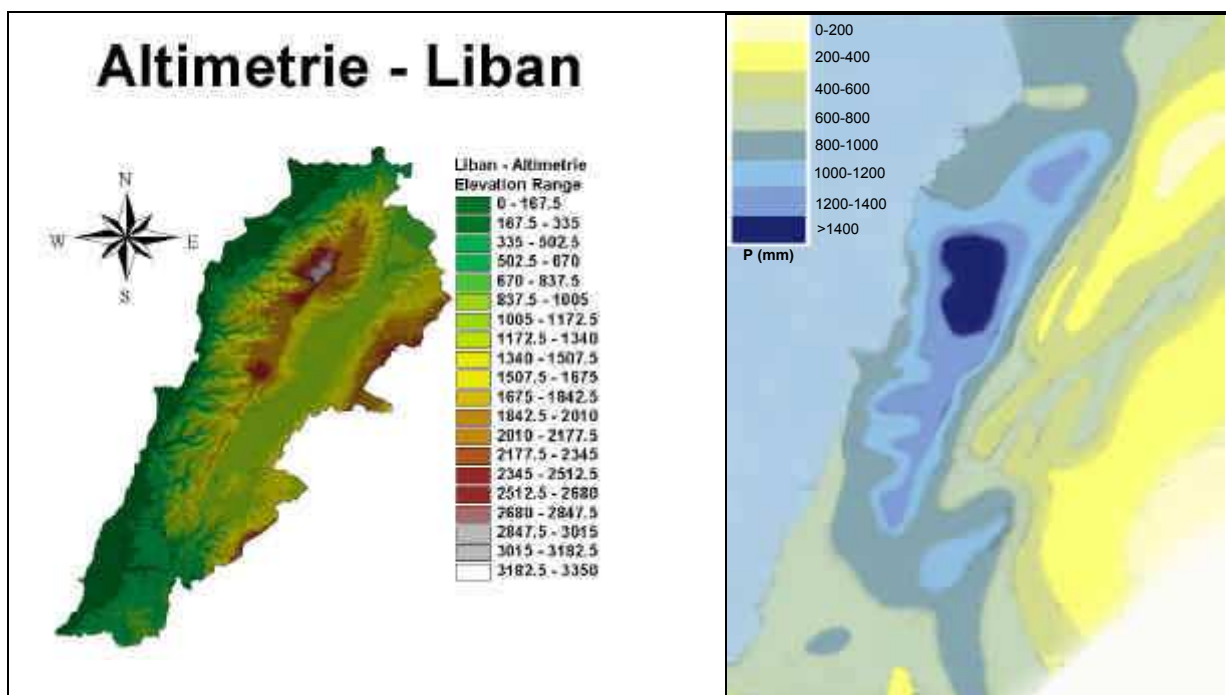 Altimetrie - Liban
N
W
E
S
Liban - Altimetrie
Elevation Range
0 - 167.5
167.5 - 335
335 - 502.5
502.5 - 670
670 - 837.5
837.5 - 1005
1005 - 1172.5
1172.5 - 1340
1340 - 1507.5
1507.5 - 1675
1675 - 1842.5
1842.5 - 2010
2010 - 2177.5
2177.5 - 2345
2345 - 2512.5
2512.5 - 2680
2680 - 2847.5
2847.5 - 3015
3015 - 3182.5
3182.5 - 3350
0-200
200-400
400-600
600-800
800-1000
1000-1200
1200-1400
>1400
P (mm)